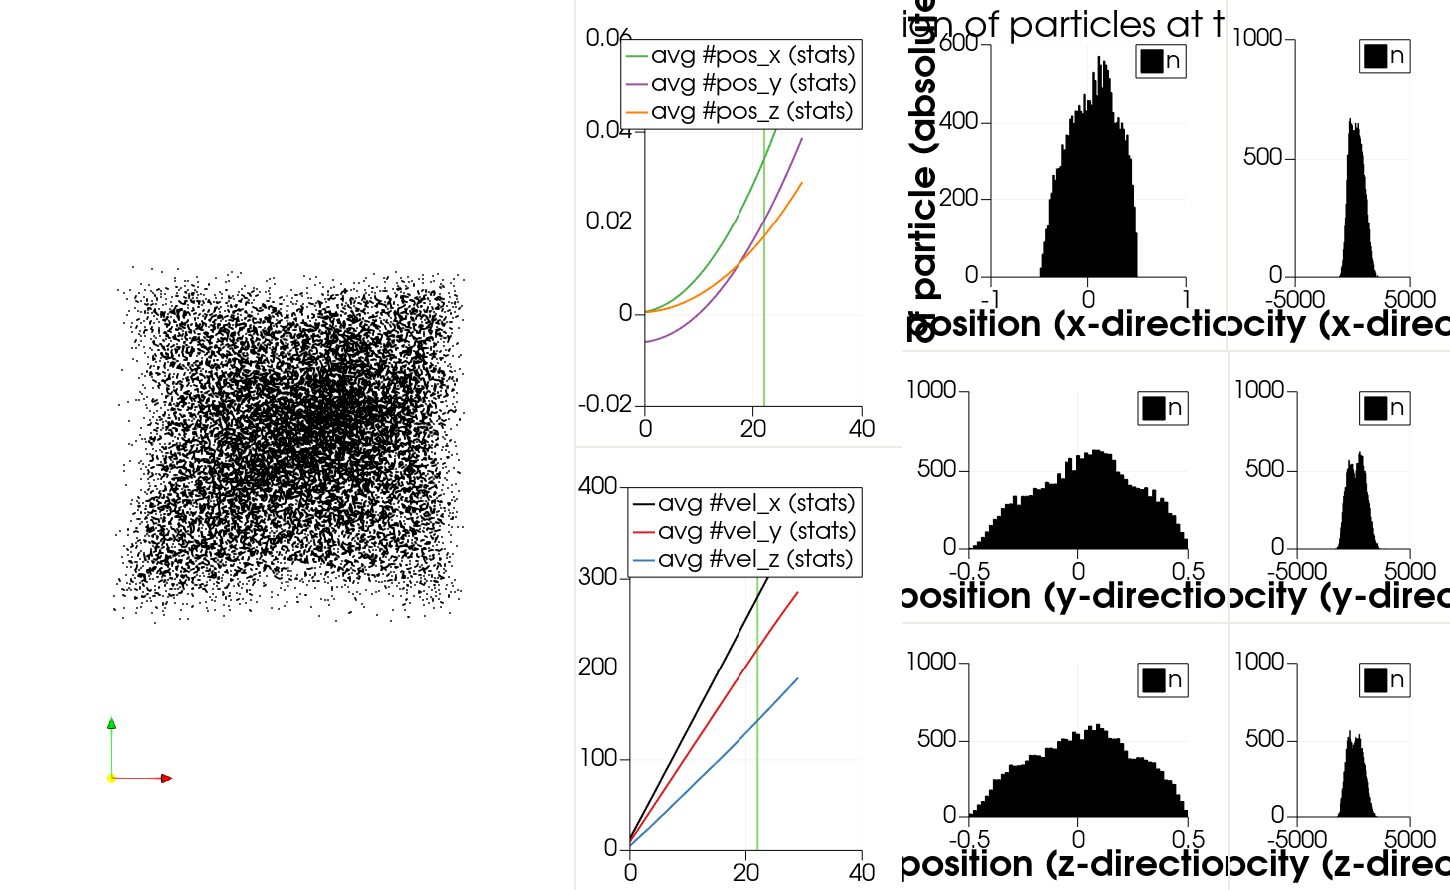 0.06
avg #pos_x (stats)
avg #pos_y (stats)
avg #pos_z (stats)
0.04
0.02
0
-0.02
0 20 40
400
avg #vel_x (stats)
avg #vel_y (stats)
avg #vel_z (stats)
300
200
100
0
0 20 40
ion of particles at t
of particle (absolute
600
n
400
200
0
-1 0 1
position (x-directio
1000
n
500
0
-5000 5000
ocity (x-direc
1000
n
500
0
-0.5 0 0.5
position (y-directio
1000
n
500
0
-5000 5000
ocity (y-direc
1000
n
500
0
-0.5 0 0.5
position (z-directio
1000
n
500
0
-5000 5000
ocity (z-direc